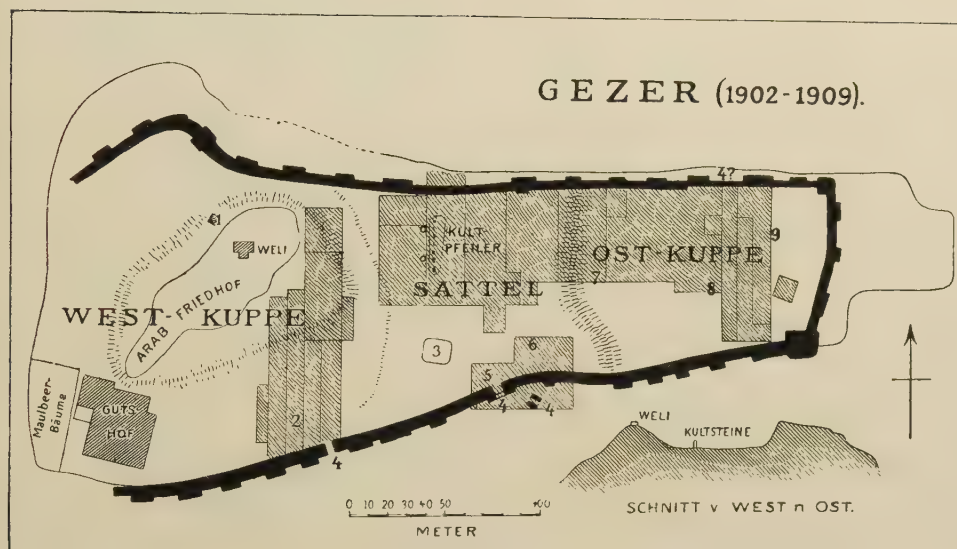 GEZER (1902-1909).
4?
1
WELI
KULT
PFEILER
9
OST-KUPPE
7
8
SATTEL
WEST-KUPPE
ARAB FRIEDHOF
3
6
5
4
4
2
4
Maulbeer-
Bäume
GUTS
HOF
WELI
KULTSTEINE
0 10 20 30 40 50 100
METER
SCHNITT v WEST n OST.